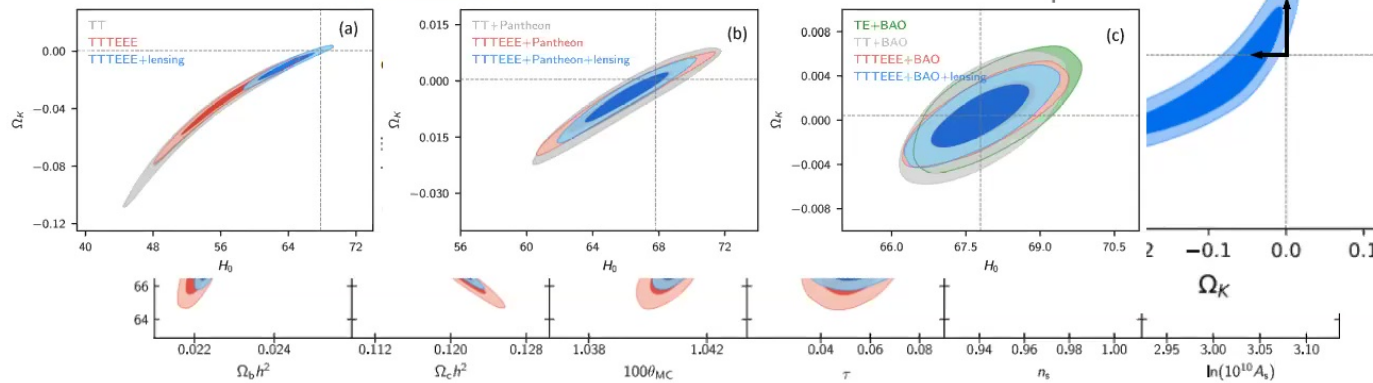 TT
TTTEEE
TTTEEE+lensing
(a)
0.00
−0.04
−0.08
−0.12
Ω_K
40 48 56 64 72
H₀
TT+Pantheon
TTTEEE+Pantheon
TTTEEE+Pantheon+lensing
(b)
0.015
0.000
0.015
−0.030
Ω_K
56 60 64 68 72
H₀
TE+BAO
TT+BAO
TTTEEE+BAO
TTTEEE+BAO+lensing
(c)
0.008
0.004
0.000
−0.004
−0.008
Ω_K
66.0 67.5 69.0 70.5
H₀
2 −0.1 0.0 0.1
Ω_K
66
64
0.022 0.024
Ω_b h²
0.112 0.120 0.128
Ω_c h²
1.038 1.042
100θ_MC
0.04 0.06 0.08
τ
0.94 0.96 0.98 1.00
n_s
2.95 3.00 3.05 3.10
ln(10¹⁰ A_s)